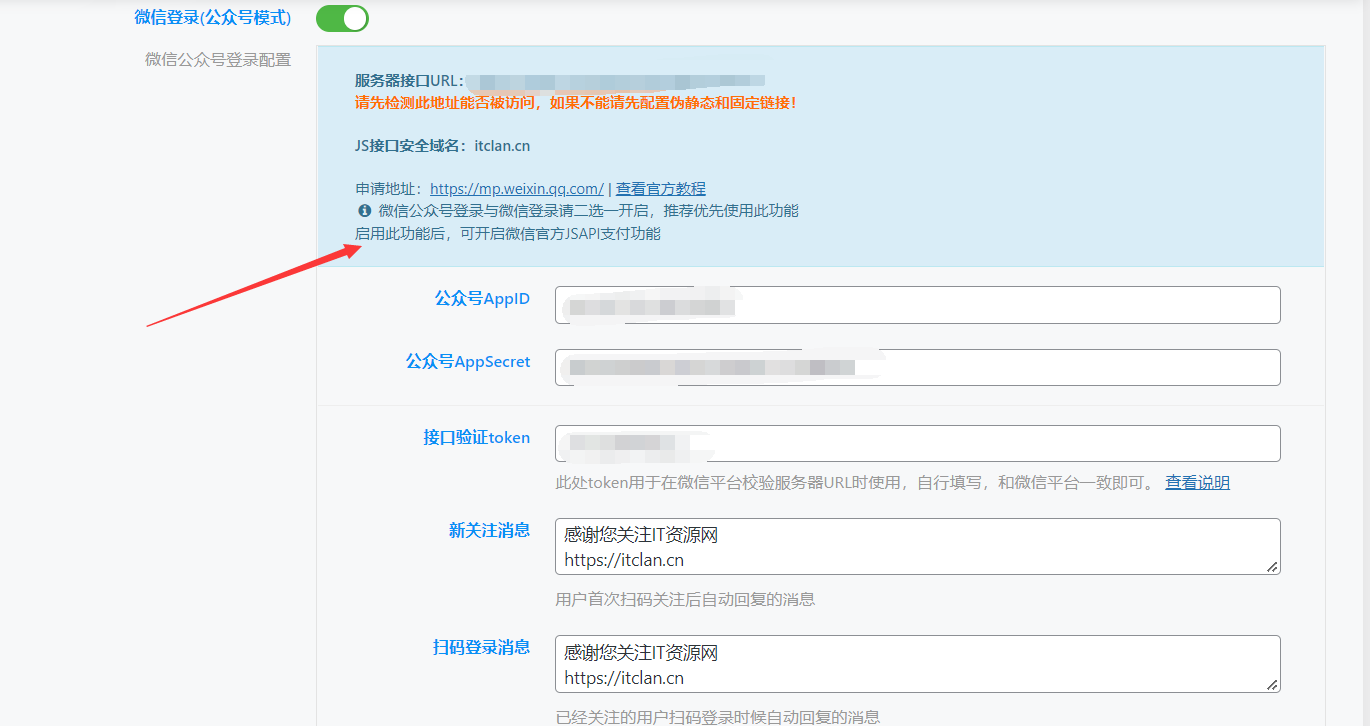 微信登录(公众号模式)
微信公众号登录配置
服务器接口URL：
请先检测此地址能否被访问，如果不能请先配置伪静态和固定链接！
JS接口安全域名：itclan.cn
申请地址：https://mp.weixin.qq.com/ | 查看官方教程
微信公众号登录与微信登录请二选一开启，推荐优先使用此功能
启用此功能后，可开启微信官方JSAPI支付功能
公众号AppID
公众号AppSecret
接口验证token
此处token用于在微信平台校验服务器URL时使用，自行填写，和微信平台一致即可。 查看说明
新关注消息
感谢您关注IT资源网
https://itclan.cn
用户首次扫码关注后自动回复的消息
扫码登录消息
感谢您关注IT资源网
https://itclan.cn
已经关注的用户扫码登录时候自动回复的消息